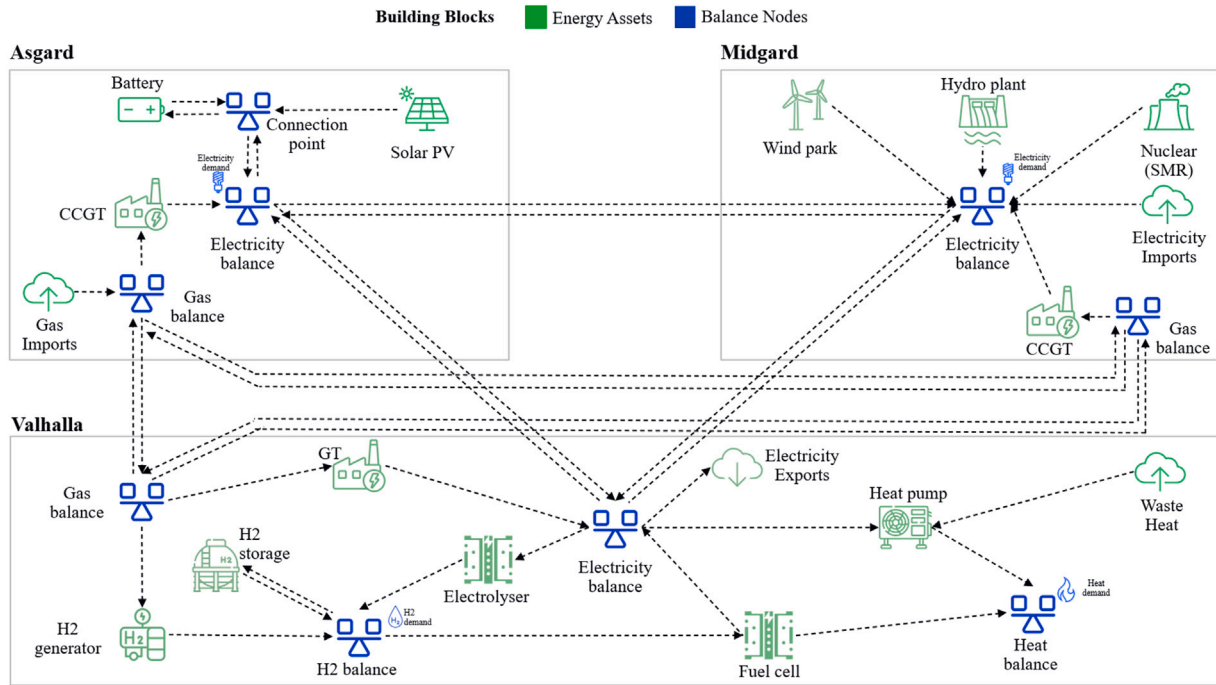 Building Blocks
Energy Assets
Balance Nodes
Asgard
Battery
Connection
point
Solar PV
Electricity
demand
CCGT
Electricity
balance
Gas
Imports
Gas
balance
Midgard
Wind park
Hydro plant
Nuclear
(SMR)
Electricity
demand
Electricity
balance
Electricity
Imports
CCGT
Gas
balance
Valhalla
Gas
balance
GT
Electricity
Exports
Heat pump
Waste
Heat
H2
storage
H2
Electrolyser
Electricity
balance
H2
generator
H2
H2 balance
H2
H2
demand
Fuel cell
Heat
demand
Heat
balance